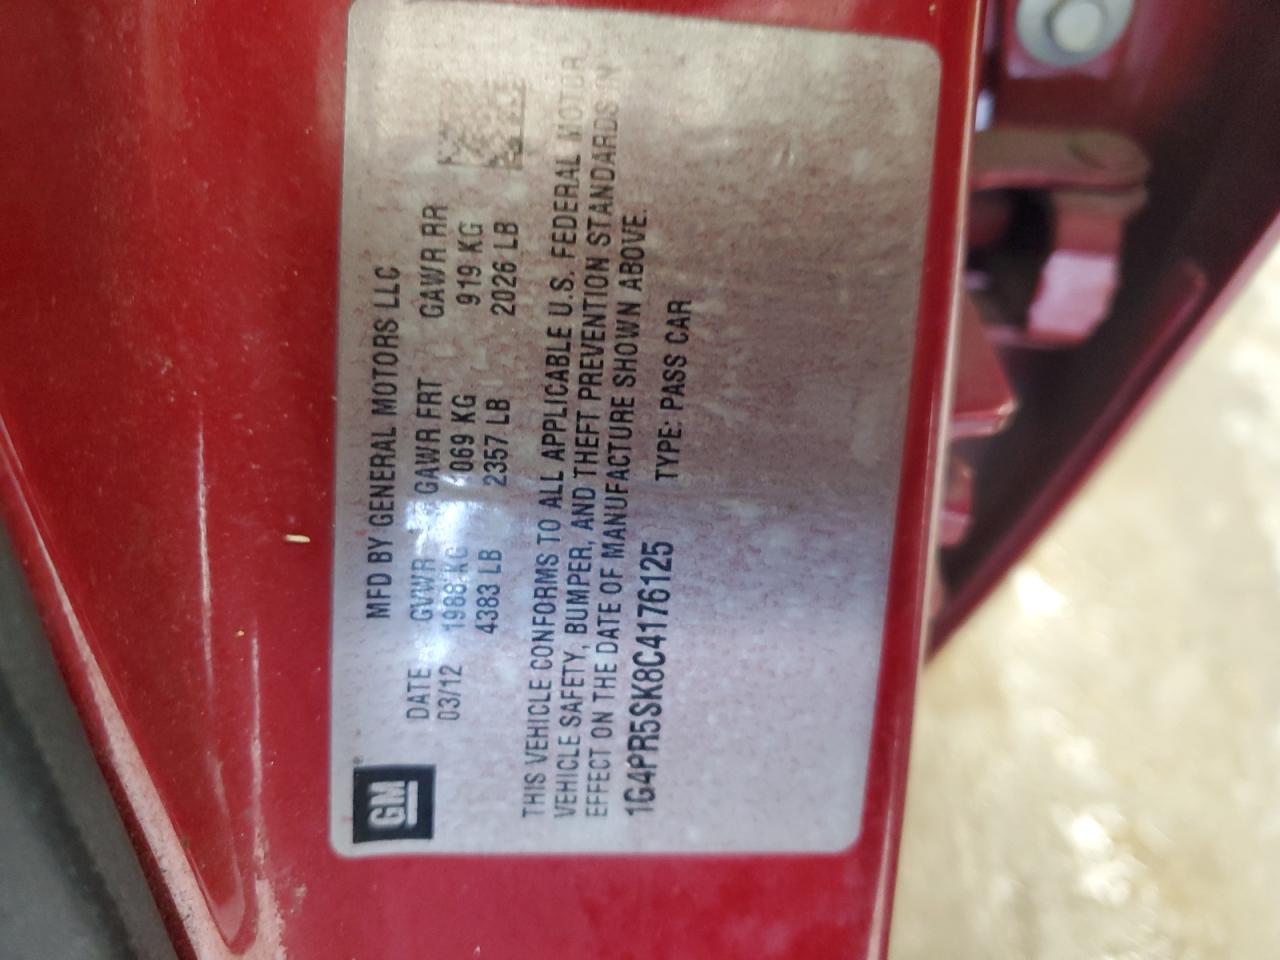 GM
MFD BY GENERAL MOTORS LLC
DATE GVWR GAWR FRT GAWR RR
03/12 1988 KG 1069 KG 919 KG
4383 LB 2357 LB 2026 LB
THIS VEHICLE CONFORMS TO ALL APPLICABLE U.S. FEDERAL MOTOR
VEHICLE SAFETY, BUMPER, AND THEFT PREVENTION STANDARDS IN
EFFECT ON THE DATE OF MANUFACTURE SHOWN ABOVE.
1G4PR5SK8C4176125 TYPE: PASS CAR